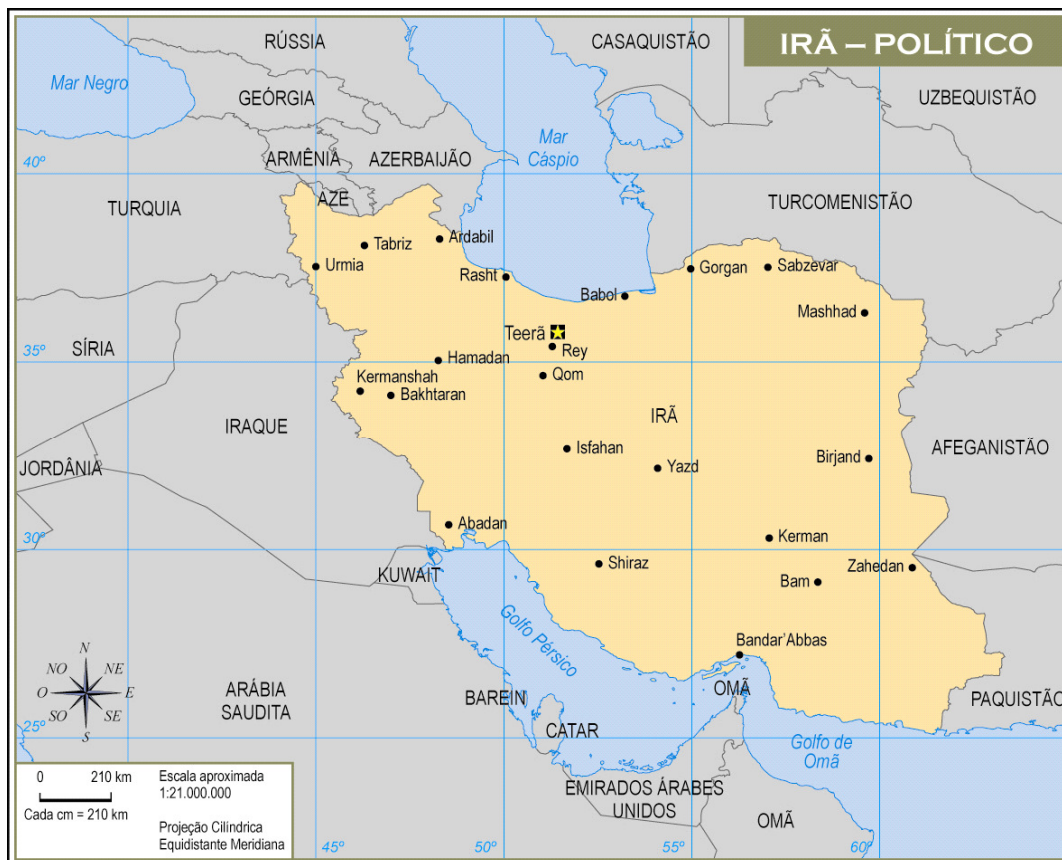 IRÃ – POLÍTICO
RÚSSIA
CASAQUISTÃO
Mar Negro
UZBEQUISTÃO
GEÓRGIA
Mar
Cáspio
ARMÊNIA
AZERBAIJÃO
40º
AZE
TURQUIA
TURCOMENISTÃO
Tabriz
Ardabil
Urmia
Rasht
Gorgan
Sabzevar
Babol
Mashhad
Teerã
Rey
SÍRIA
35º
Hamadan
Qom
Kermanshah
Bakhtaran
IRAQUE
IRÃ
AFEGANISTÃO
Isfahan
Yazd
Birjand
JORDÂNIA
Abadan
Kerman
30º
KUWAIT
Shiraz
Bam
Zahedan
Golfo Pérsico
Bandar'Abbas
N
NO
NE
O
E
SO
SE
S
ARÁBIA
SAUDITA
BAREIN
OMÃ
PAQUISTÃO
CATAR
25º
Golfo de
Omã
EMIRADOS ÁRABES
UNIDOS
OMÃ
0 210 km
Cada cm = 210 km
Escala aproximada
1:21.000.000
Projeção Cilíndrica
Equidistante Meridiana
45º
50º
55º
60º